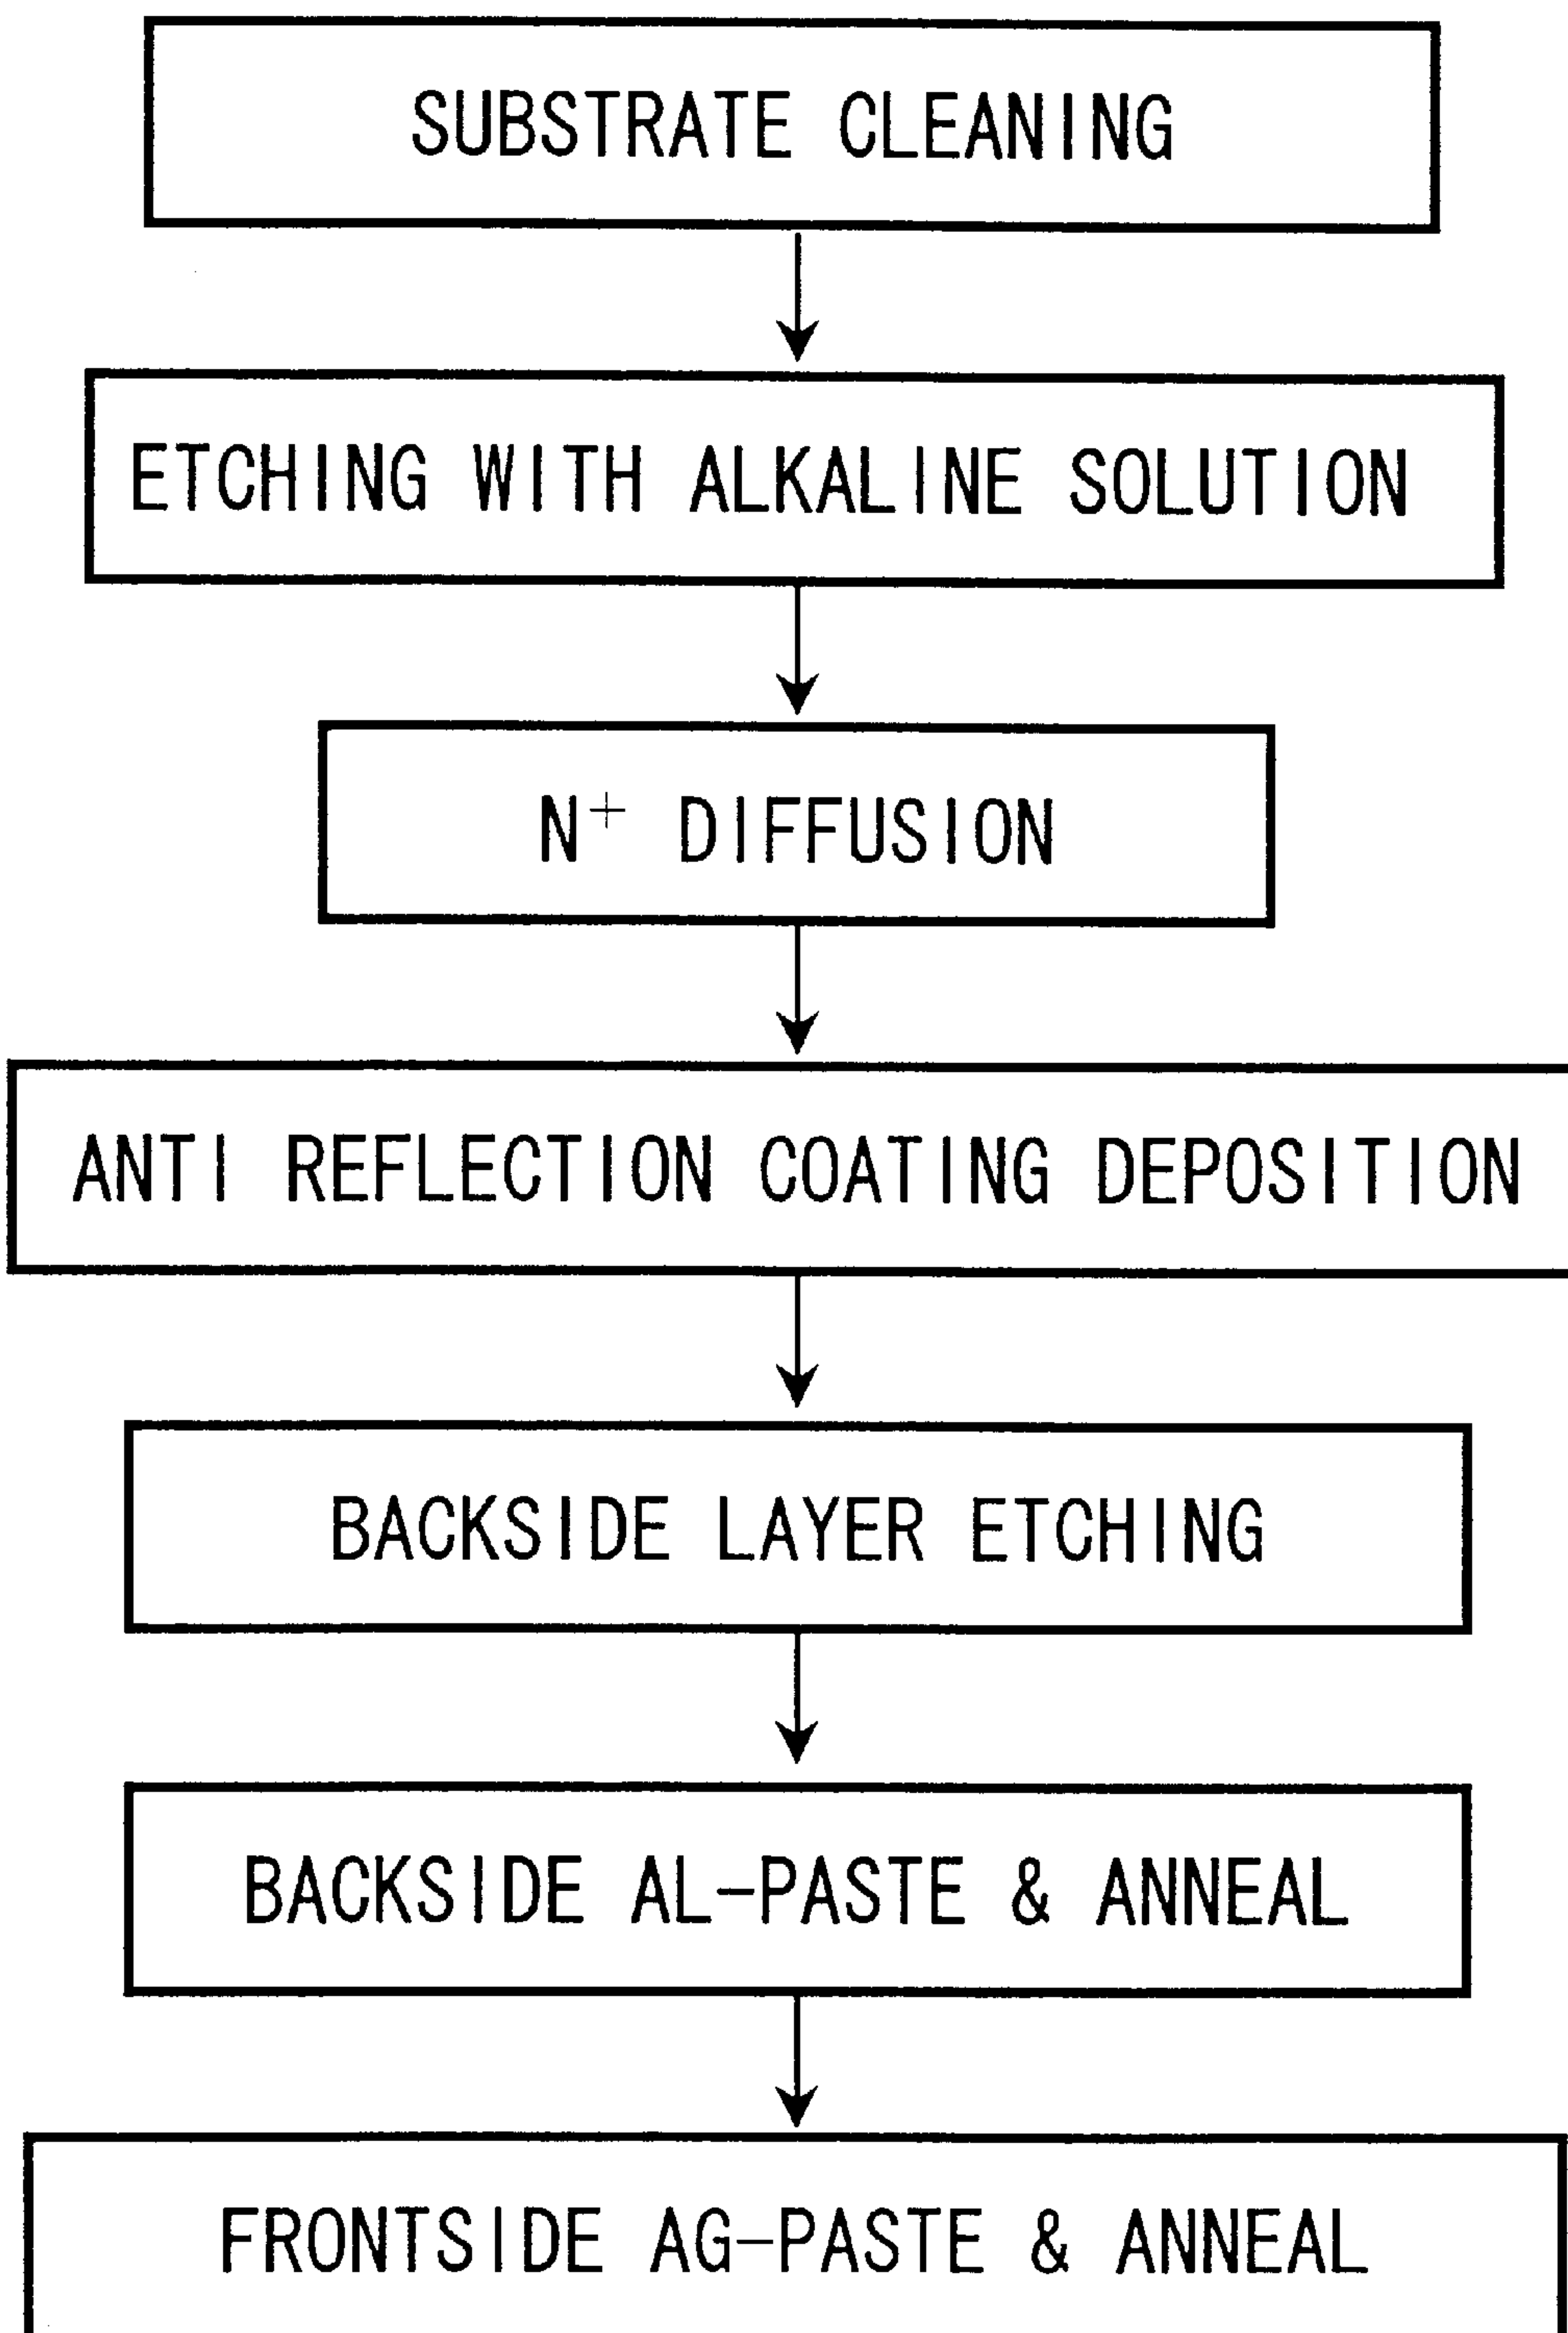 SUBSTRATE CLEANING
ETCHING WITH ALKALINE SOLUTION
N⁺ DIFFUSION
ANTI REFLECTION COATING DEPOSITION
BACKSIDE LAYER ETCHING
BACKSIDE AL-PASTE & ANNEAL
FRONTSIDE AG-PASTE & ANNEAL